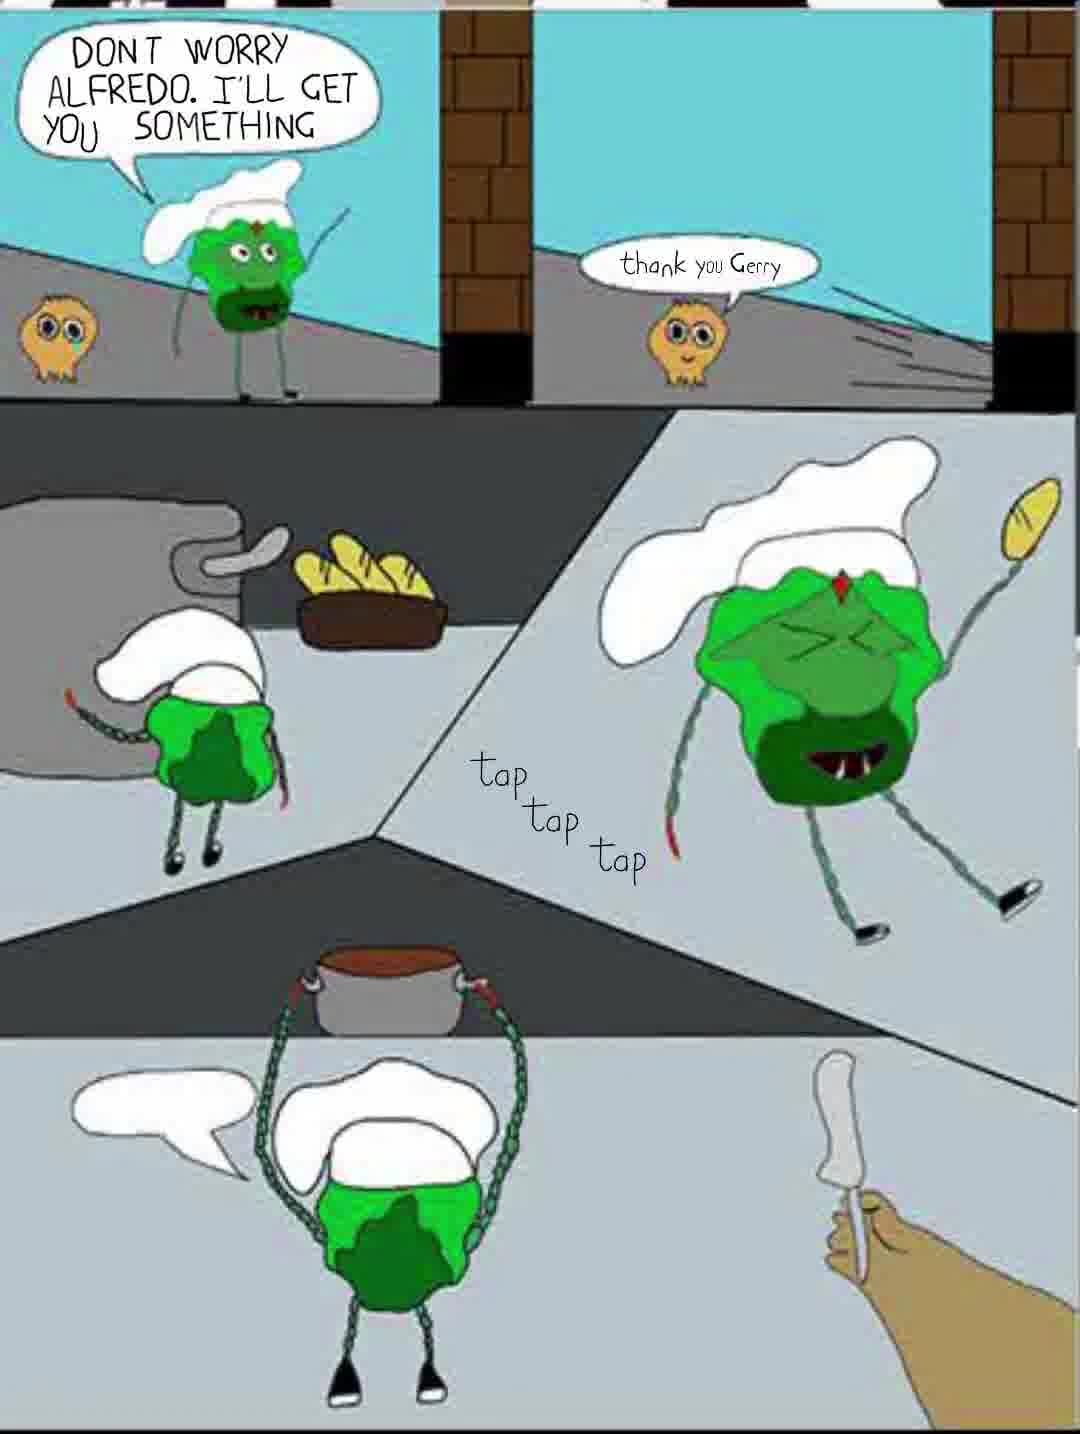 DONT WORRY
ALFREDO. I'LL GET
YOU SOMETHING
thank you Gerry
tap
tap
tap